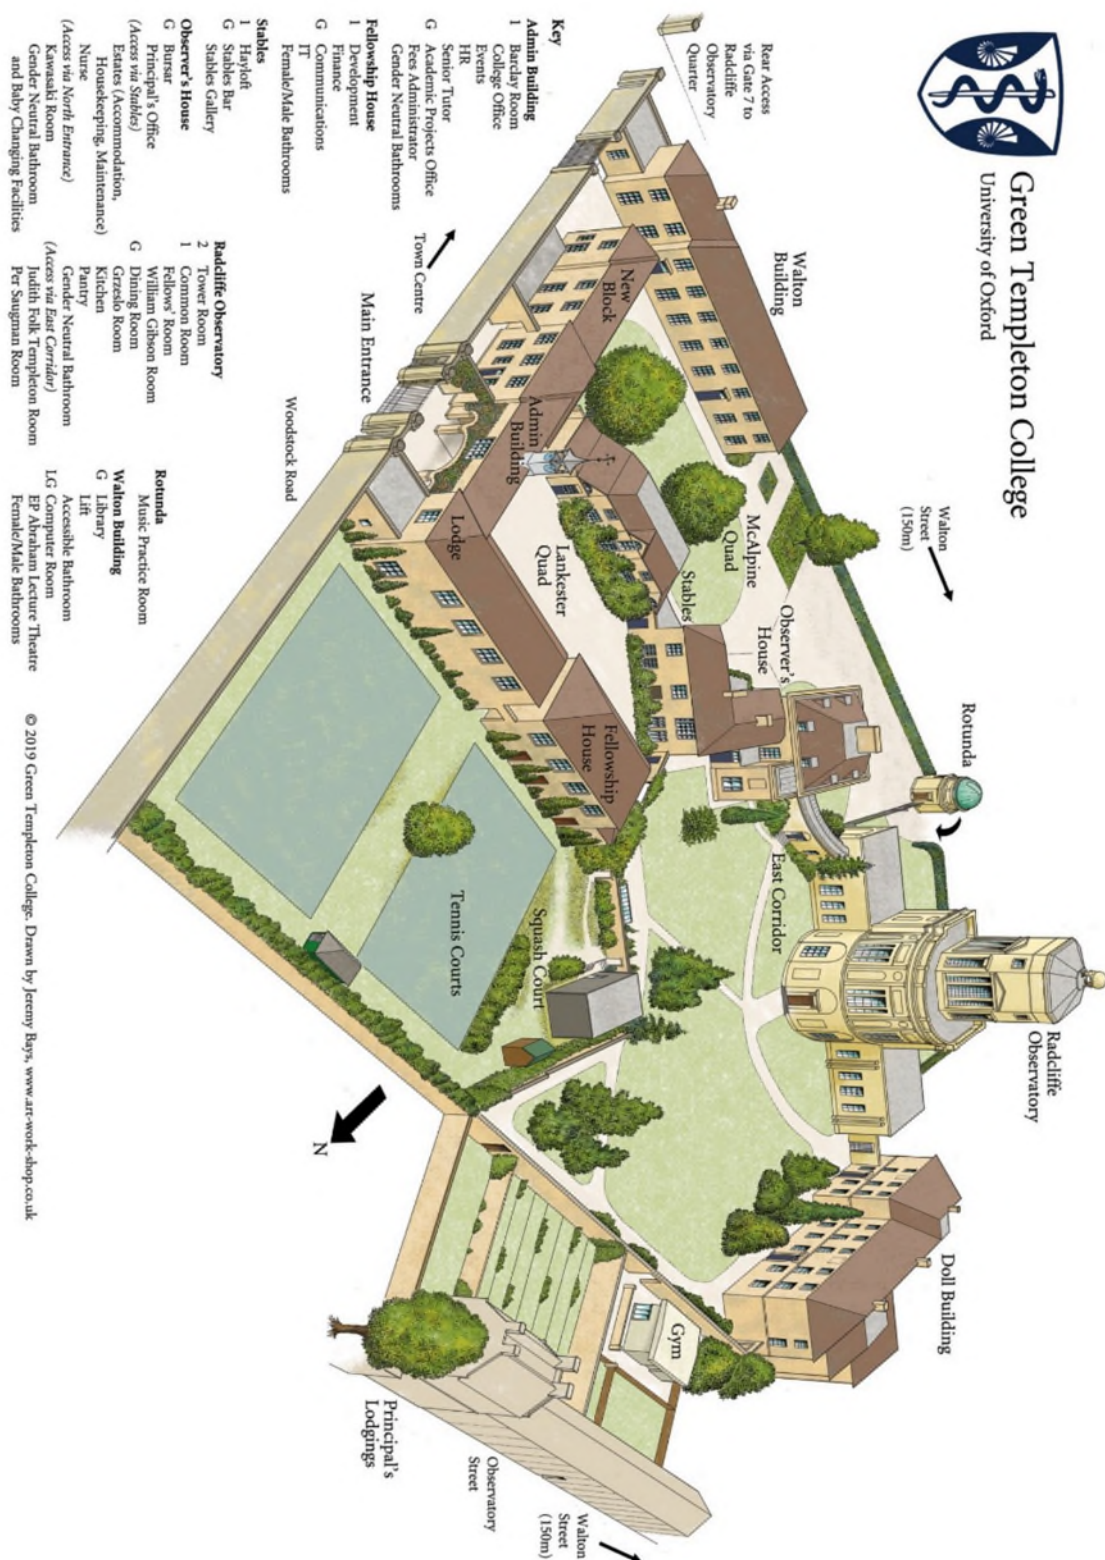 Green Templeton College
University of Oxford
Rear Access
via Gate 7 to
Radcliffe
Observatory
Quarter
Walton
Building
Walton
Street
(150m)
Rotunda
Radcliffe
Observatory
Doll Building
New
Block
McAlpine
Quad
Observer's
House
Stables
Admin
Building
Lankester
Quad
Lodge
Fellowship
House
East Corridor
Squash Court
Tennis Courts
Gym
Town Centre
Main Entrance
Woodstock Road
N
Principal's
Lodgings
Observatory
Street
Walton
Street
(150m)
Key
Admin Building
1 Barclay Room
College Office
Events
HR
Senior Tutor
G Academic Projects Office
Fees Administrator
Gender Neutral Bathrooms
Fellowship House
1 Development
Finance
G Communications
IT
Female/Male Bathrooms
Stables
1 Hayloft
G Stables Bar
Stables Gallery
Observer's House
G Bursar
Principal's Office
(Access via Stables)
Estates (Accommodation,
Housekeeping, Maintenance)
Nurse
(Access via North Entrance)
Kawasaki Room
Gender Neutral Bathroom
and Baby Changing Facilities
Radcliffe Observatory
2 Tower Room
1 Common Room
Fellows' Room
William Gibson Room
G Dining Room
Grzeslo Room
Kitchen
Pantry
Gender Neutral Bathroom
(Access via East Corridor)
Judith Folk Templeton Room
Per Saugman Room
Rotunda
Music Practice Room
Walton Building
G Library
Lift
Accessible Bathroom
LG Computer Room
EP Abraham Lecture Theatre
Female/Male Bathrooms
© 2019 Green Templeton College. Drawn by Jeremy Bays, www.art-work-shop.co.uk